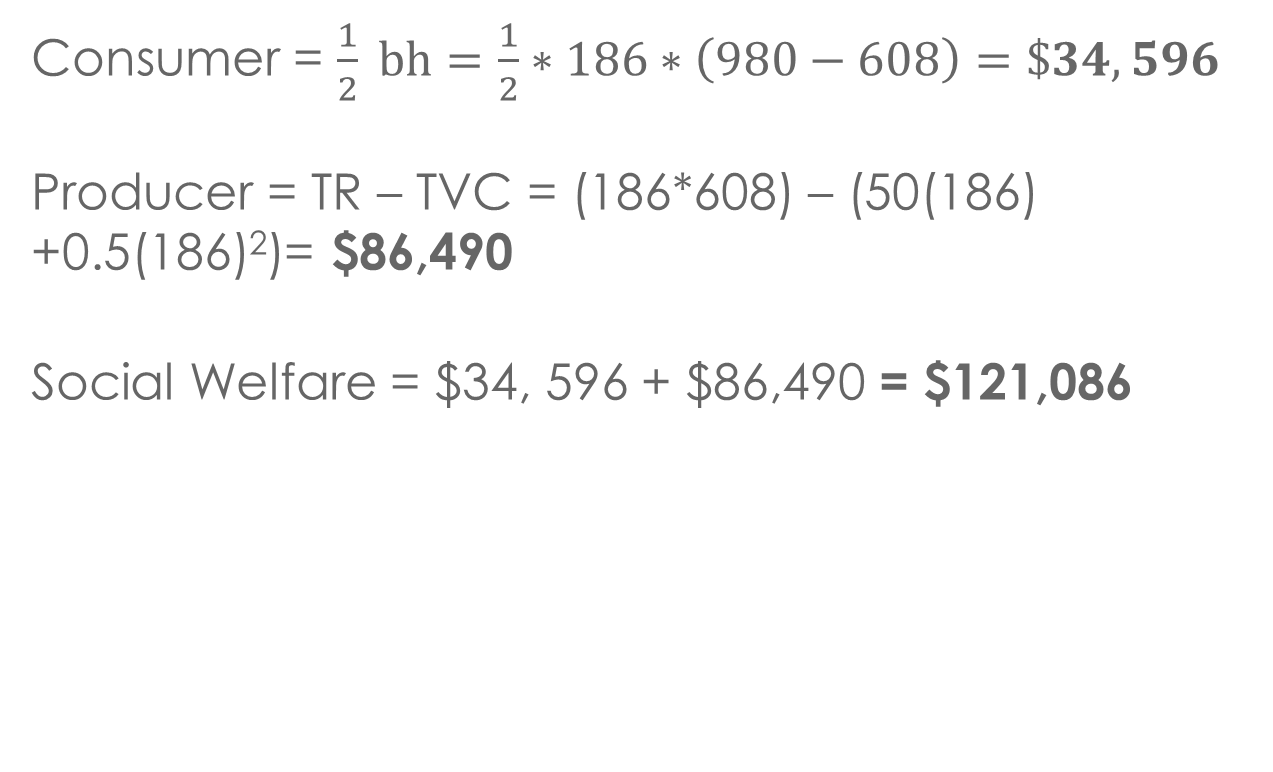 Consumer = 1/2 bh = 1/2 * 186 * (980 – 608) = $34, 596
Producer = TR – TVC = (186*608) – (50(186)
+0.5(186)²)= $86,490
Social Welfare = $34, 596 + $86,490 = $121,086